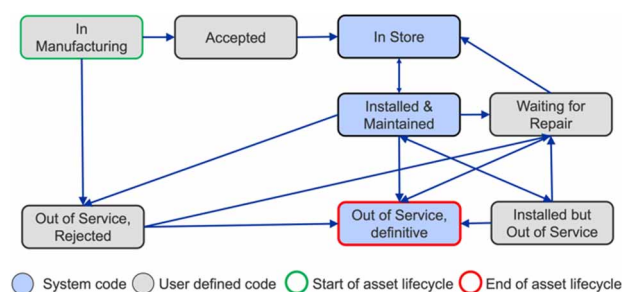 In
Manufacturing
Accepted
In Store
Installed &
Maintained
Waiting for
Repair
Out of Service,
Rejected
Out of Service,
definitive
Installed but
Out of Service
System code
User defined code
Start of asset lifecycle
End of asset lifecycle